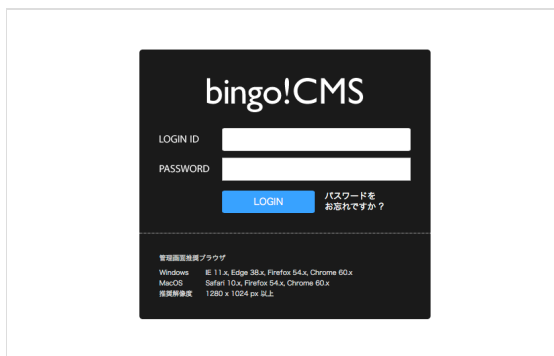 bingo!CMS
LOGIN ID
PASSWORD
LOGIN
パスワードを
お忘れですか ?
管理画面推奨ブラウザ
Windows IE 11.x, Edge 38.x, Firefox 54.x, Chrome 60.x
MacOS Safari 10.x, Firefox 54.x, Chrome 60.x
推奨解像度 1280 x 1024 px 以上